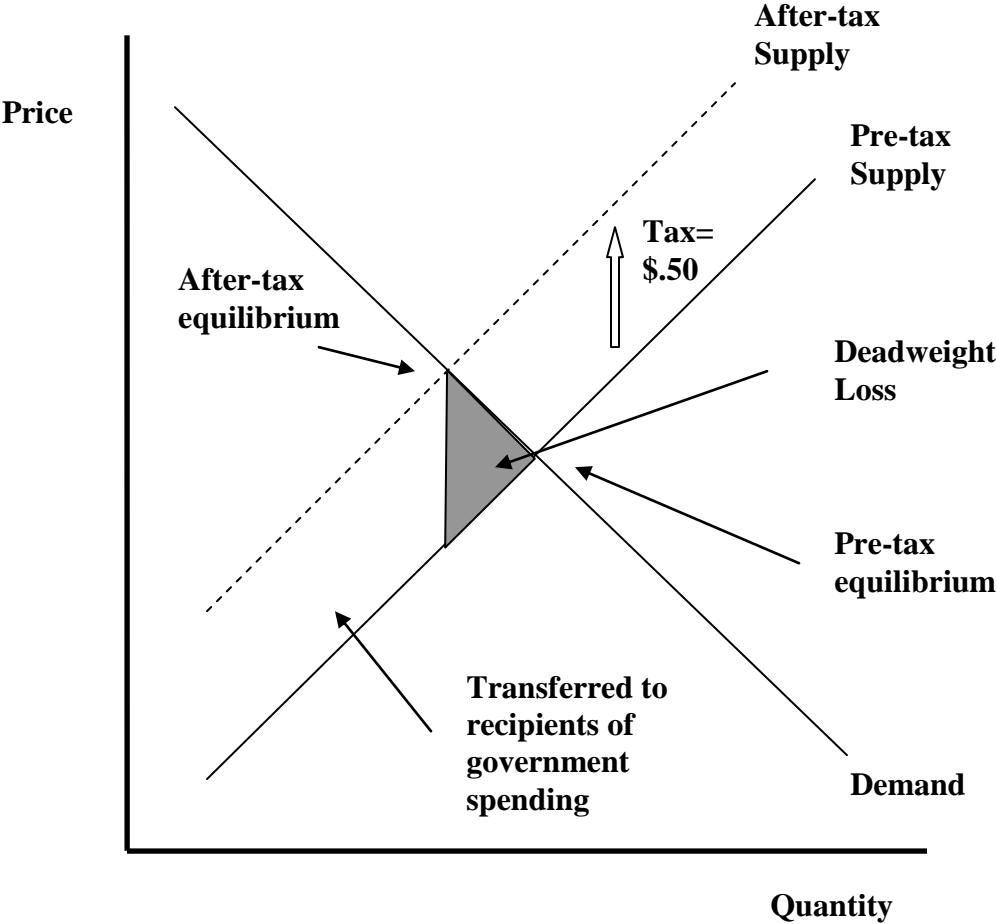 After-tax
Supply
Price
Pre-tax
Supply
Tax=
$.50
After-tax
equilibrium
Deadweight
Loss
Pre-tax
equilibrium
Transferred to
recipients of
government
spending
Demand
Quantity